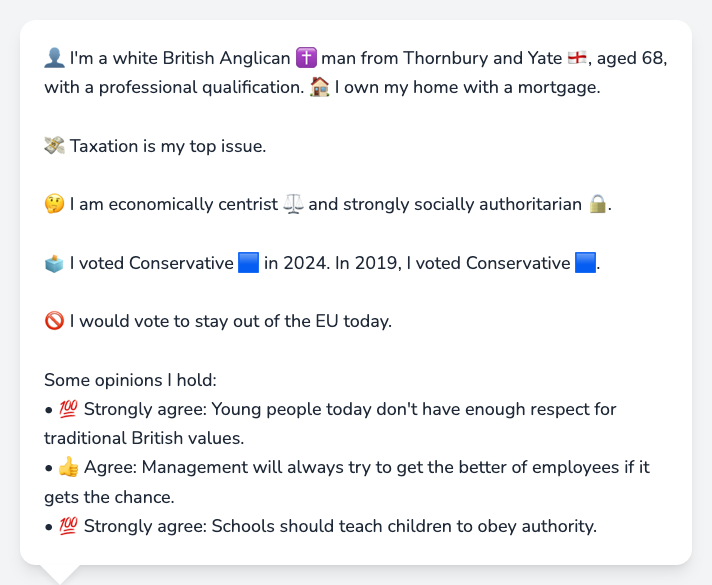 👤 I'm a white British Anglican ✝️ man from Thornbury and Yate 🏴󠁧󠁢󠁥󠁮󠁧󠁿, aged 68,
with a professional qualification. 🏠 I own my home with a mortgage.
💸 Taxation is my top issue.
🤔 I am economically centrist ⚖️ and strongly socially authoritarian 🔒.
🗳️ I voted Conservative 🟦 in 2024. In 2019, I voted Conservative 🟦.
🚫 I would vote to stay out of the EU today.
Some opinions I hold:
• 💯 Strongly agree: Young people today don't have enough respect for
traditional British values.
• 👍 Agree: Management will always try to get the better of employees if it
gets the chance.
• 💯 Strongly agree: Schools should teach children to obey authority.